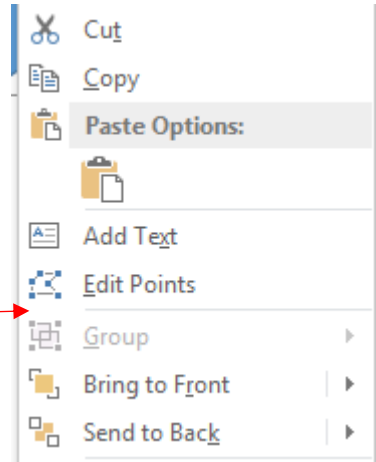 Cut
Copy
Paste Options:
Add Text
Edit Points
Group
Bring to Front
Send to Back